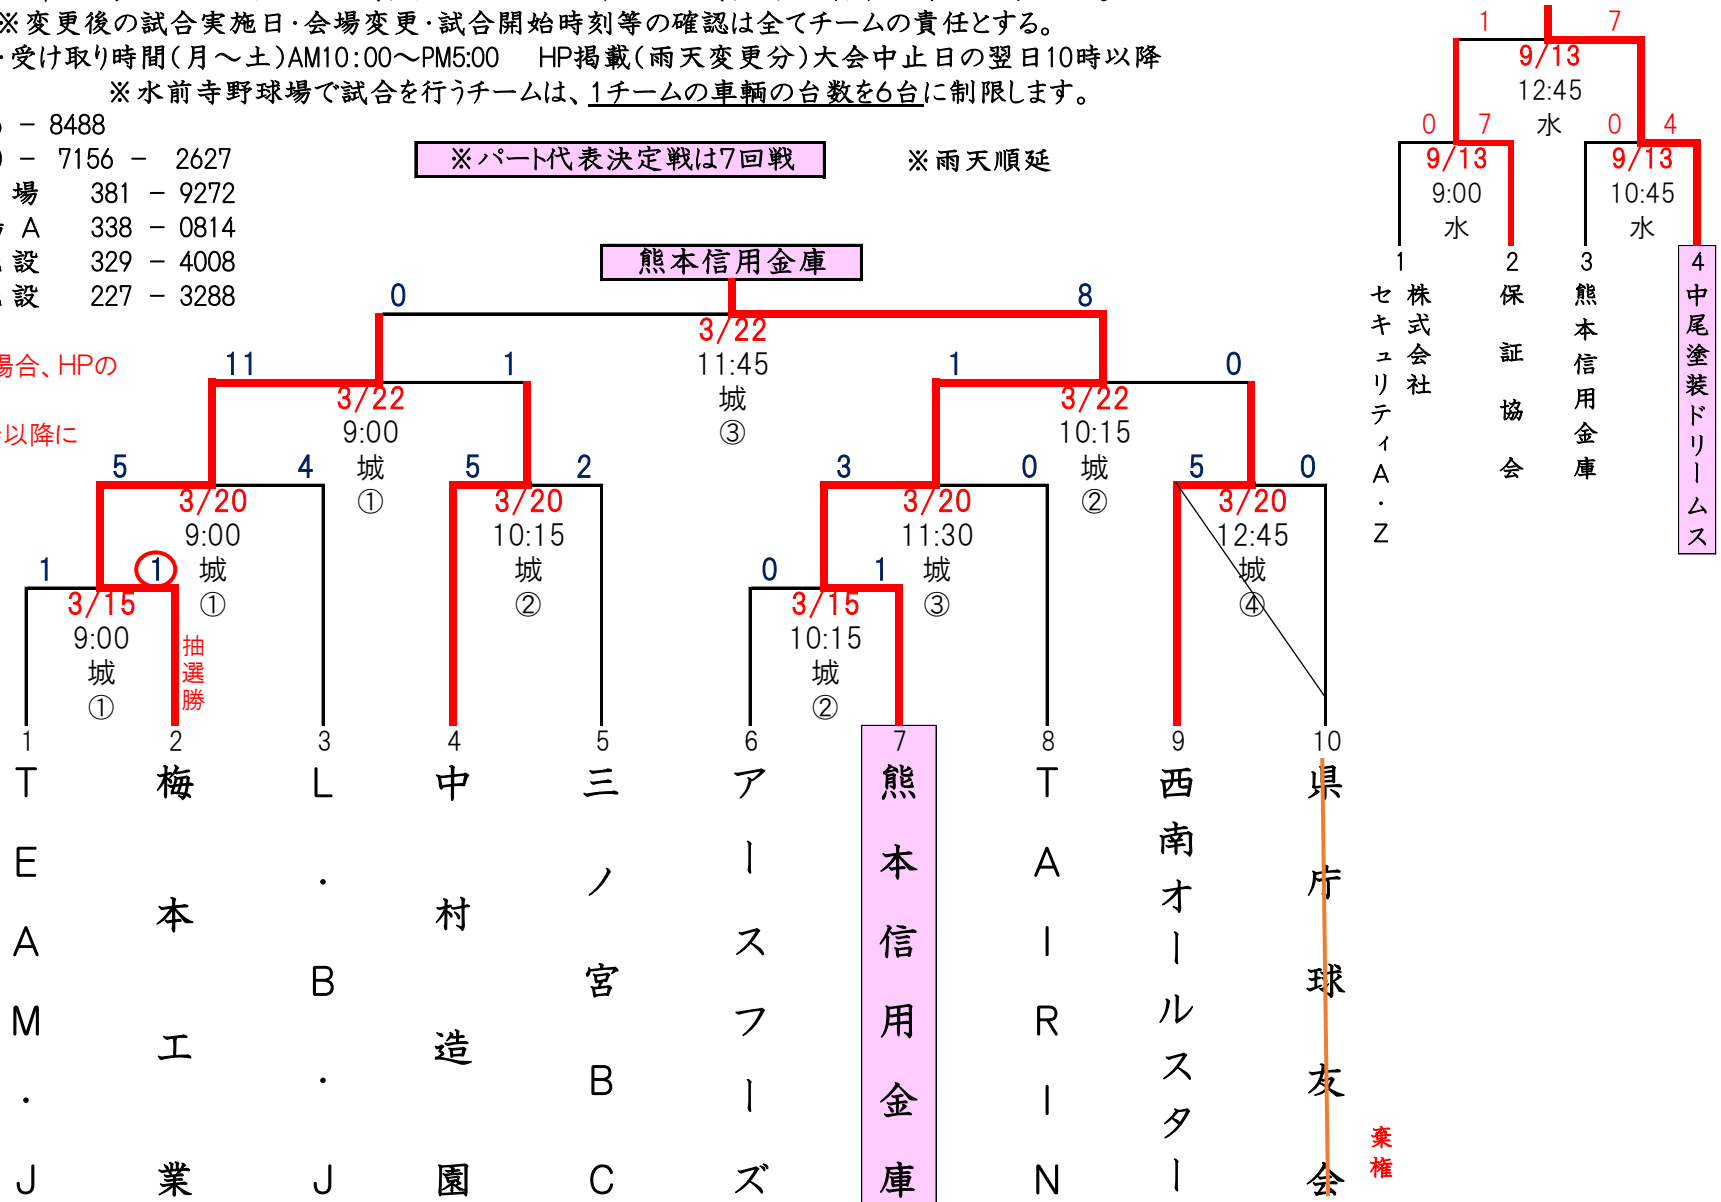 ※変更後の試合実施日・会場変更・試合開始時刻等の確認は全てチームの責任とする。
・受け取り時間(月～土)AM10:00～PM5:00 HP掲載(雨天変更分)大会中止日の翌日10時以降
※水前寺野球場で試合を行うチームは、1チームの車輌の台数を6台に制限します。
－ 8488
－ 7156 － 2627
場 381 － 9272
A 338 － 0814
設 329 － 4008
設 227 － 3288
※パート代表決定戦は7回戦
※雨天順延
場合、HPの
以降に
1 7
9/13
12:45
水
0 7
9/13
9:00
水
0 4
9/13
10:45
水
1 株式会社セキュリティA・Z
2 保証協会
3 熊本信用金庫
4 中尾塗装ドリームス
熊本信用金庫
0 8
3/22
11:45
城
③
11 1
3/22
9:00
城
①
1 0
3/22
10:15
城
②
5 4
3/20
9:00
城
①
5 2
3/20
10:15
城
②
3 0
3/20
11:30
城
③
5 0
3/20
12:45
城
④
1 1
3/15
9:00
城
①
抽選勝
0 1
3/15
10:15
城
②
1 TEAM・J
2 梅本工業
3 L・B・J
4 中村造園
5 三ノ宮BC
6 アースフーズ
7 熊本信用金庫
8 TAIRIN
9 西南オールスター
10 県庁球友会
棄権